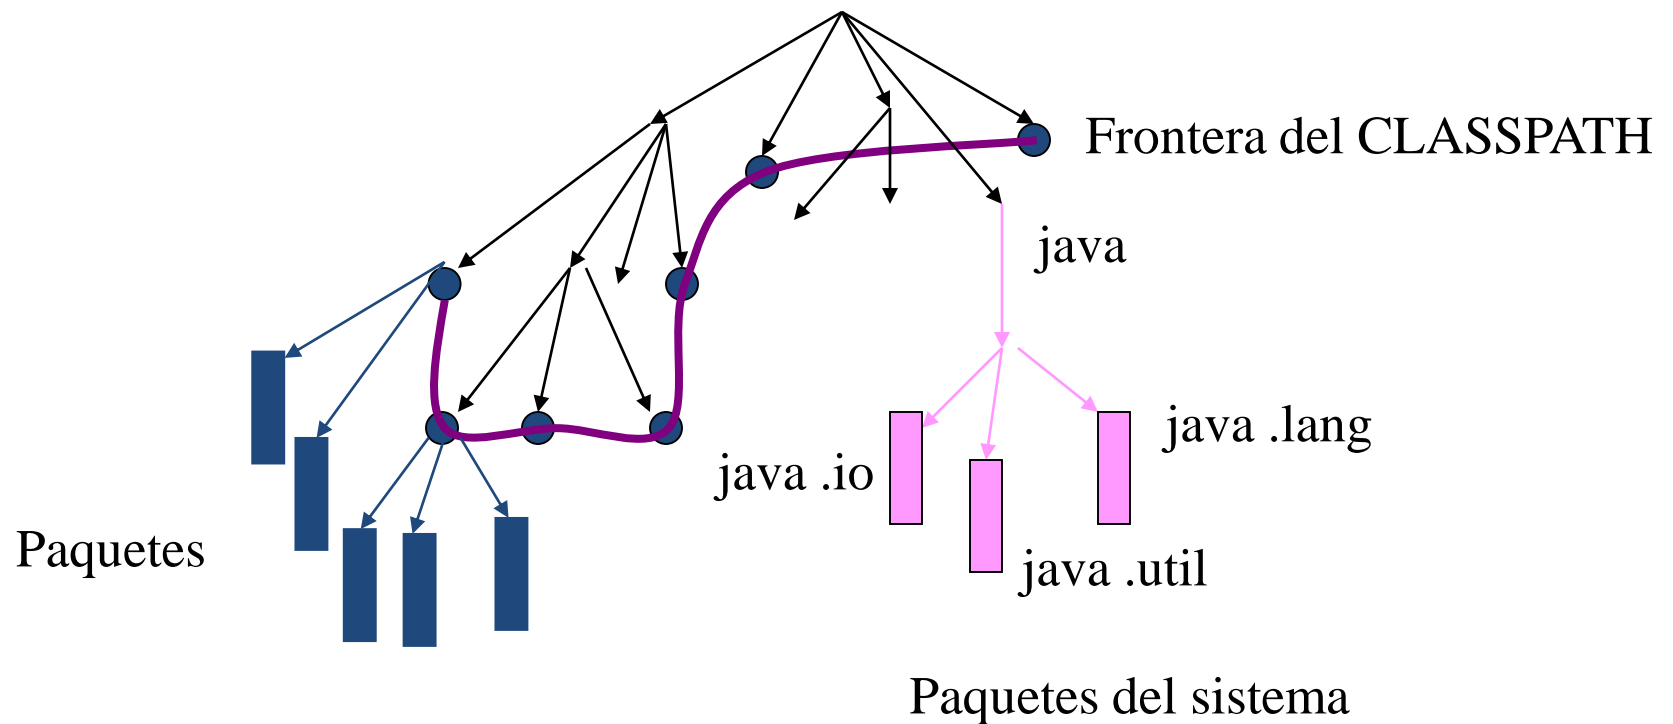 Frontera del CLASSPATH
java
java .lang
java .io
Paquetes
java .util
Paquetes del sistema